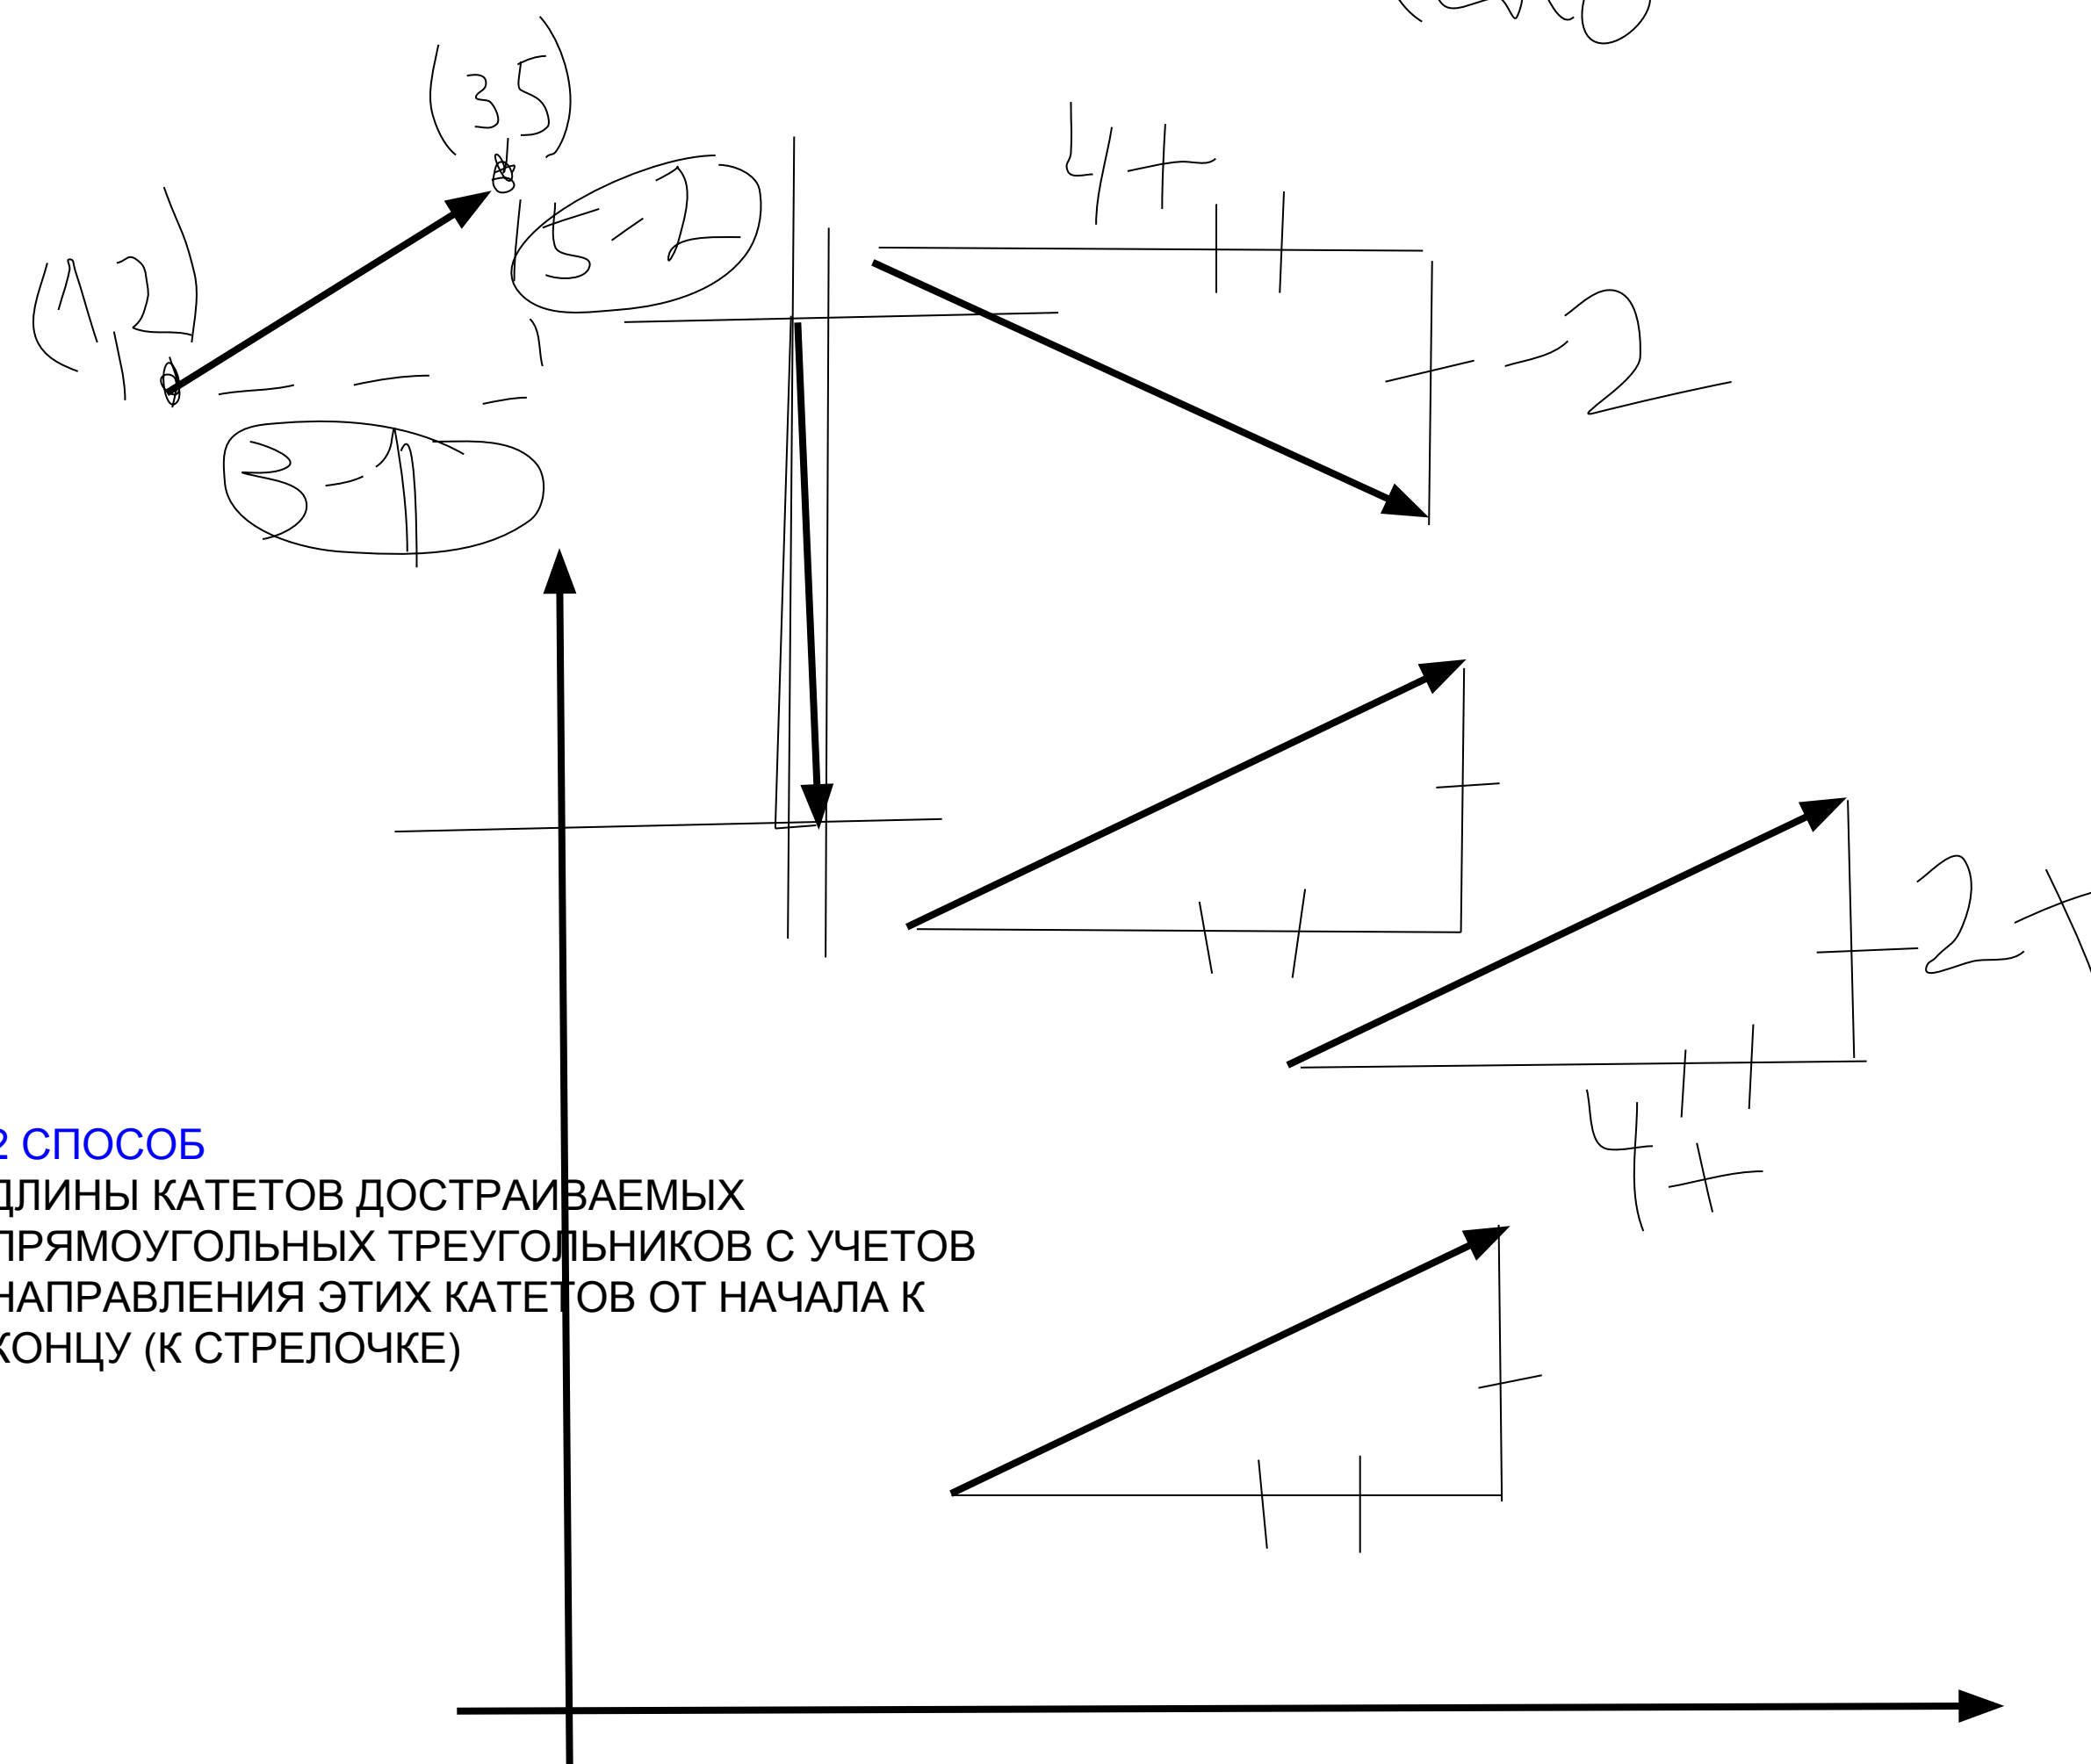 (3,5)
4+
(1,2)
5-2
-2
3-1
2+
2 СПОСОБ
ДЛИНЫ КАТЕТОВ ДОСТРАИВАЕМЫХ
4+
ПРЯМОУГОЛЬНЫХ ТРЕУГОЛЬНИКОВ С УЧЕТОВ
НАПРАВЛЕНИЯ ЭТИХ КАТЕТОВ ОТ НАЧАЛА К
КОНЦУ (К СТРЕЛОЧКЕ)